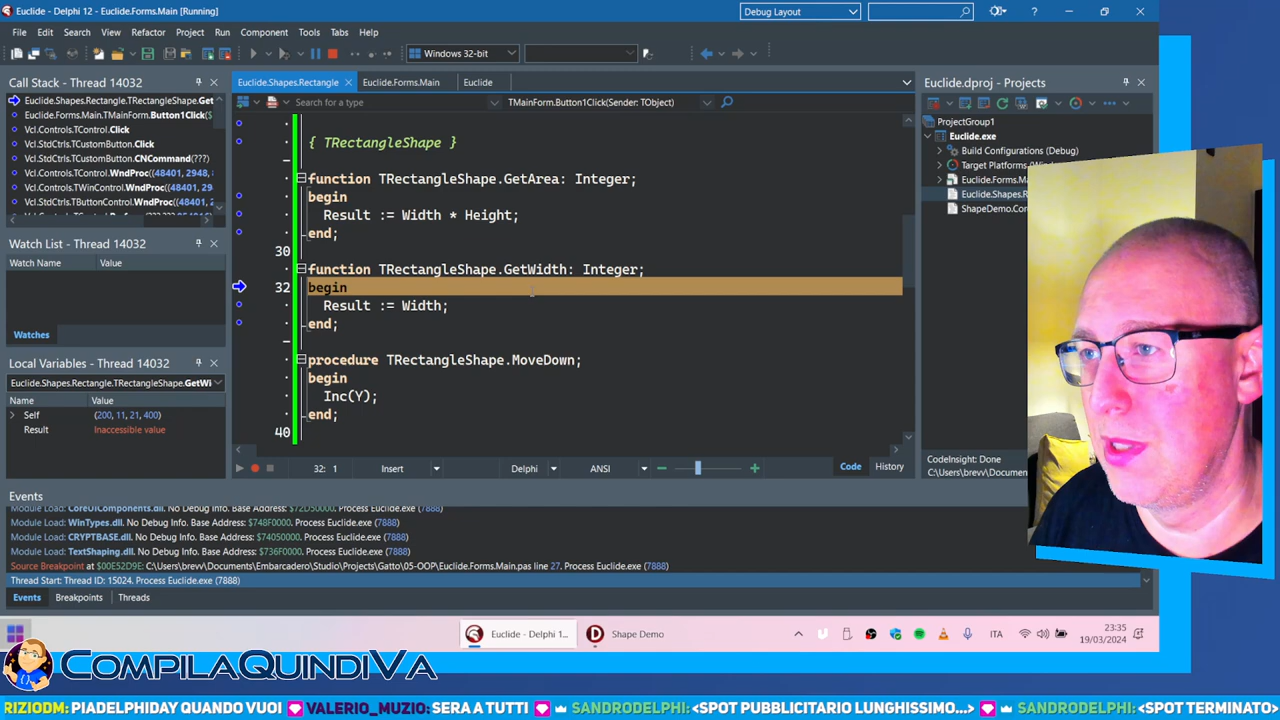 Euclide - Delphi 12 - Euclide.Forms.Main [Running]
Debug Layout
File Edit Search View Refactor Project Run Component Tools Tabs Help
Windows 32-bit
Call Stack - Thread 14032
Euclide.Shapes.Rectangle
Euclide.Forms.Main
Euclide
Euclide.dproj - Projects
Euclide.Shapes.Rectangle.TRectangleShape.Get
Euclide.Forms.Main.TMainForm.Button1Click($
Vcl.Controls.TControl.Click
Vcl.StdCtrls.TCustomButton.Click
Vcl.StdCtrls.TCustomButton.CNCommand(???)
Vcl.Controls.TControl.WndProc((48401, 2948,
Vcl.Controls.TWinControl.WndProc((48401, 29
Vcl.StdCtrls.TButtonControl.WndProc((48401, 2
Search for a type
TMainForm.Button1Click(Sender: TObject)
{ TRectangleShape }
function TRectangleShape.GetArea: Integer;
begin
Result := Width * Height;
end;
30
function TRectangleShape.GetWidth: Integer;
32 begin
Result := Width;
end;
procedure TRectangleShape.MoveDown;
begin
Inc(Y);
end;
40
ProjectGroup1
Euclide.exe
Build Configurations (Debug)
Target Platforms (Windo
Euclide.Forms.M
Euclide.Shapes.R
ShapeDemo.Cor
CodeInsight: Done
C:\Users\brevv\Documen
Watch List - Thread 14032
Watch Name Value
Watches
Local Variables - Thread 14032
Euclide.Shapes.Rectangle.TRectangleShape.GetWi
Name Value
Self (200, 11, 21, 400)
Result Inaccessible value
32: 1 Insert Delphi ANSI Code History
Events
Module Load: CoreUIComponents.dll. No Debug Info. Base Address: $72D50000. Process Euclide.exe (7888)
Module Load: WinTypes.dll. No Debug Info. Base Address: $748F0000. Process Euclide.exe (7888)
Module Load: CRYPTBASE.dll. No Debug Info. Base Address: $74050000. Process Euclide.exe (7888)
Module Load: TextShaping.dll. No Debug Info. Base Address: $736F0000. Process Euclide.exe (7888)
Source Breakpoint at $00E52D9E: C:\Users\brevv\Documents\Embarcadero\Studio\Projects\Gatto\05-OOP\Euclide.Forms.Main.pas line 27. Process Euclide.exe (7888)
Thread Start: Thread ID: 15024. Process Euclide.exe (7888)
Events Breakpoints Threads
Euclide - Delphi 1...
Shape Demo
ITA
23:35
19/03/2024
CompilaQuindiVa
RIZIODM: PIADELPHIDAY QUANDO VUOI VALERIO_MUZIO: SERA A TUTTI SANDRODELPHI: <SPOT PUBBLICITARIO LUNGHISSIMO...> SANDRODELPHI: <SPOT TERMINATO>